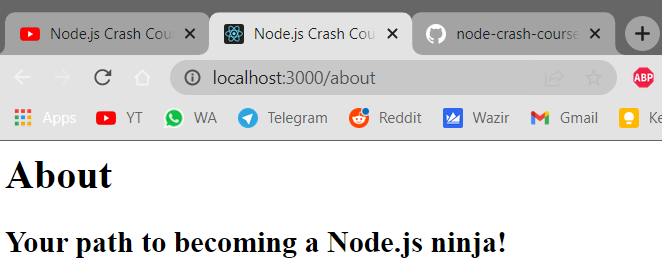 Node.js Crash Cou
Node.js Crash Cou
node-crash-course
localhost:3000/about
ABP
Apps YT WA Telegram Reddit Wazir Gmail Ke
About
Your path to becoming a Node.js ninja!